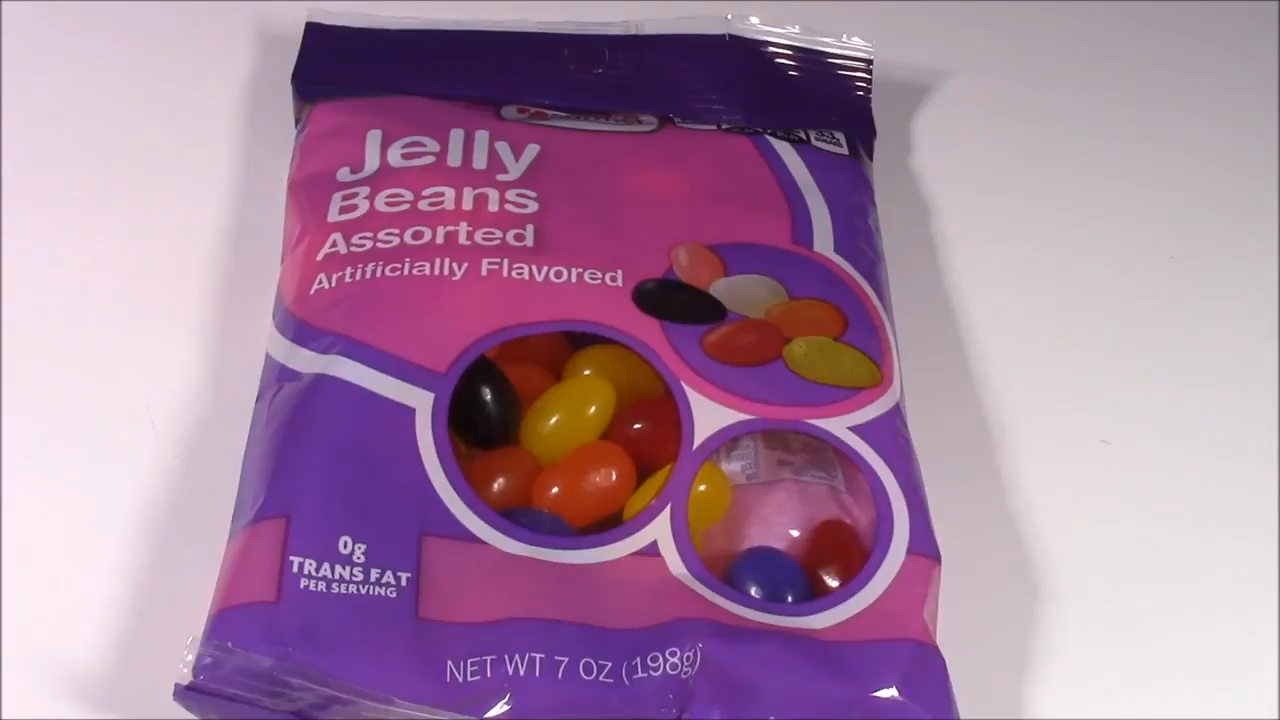 Jelly
Beans
Assorted
Artificially Flavored
0g
TRANS FAT
PER SERVING
NET WT 7 OZ (198g)